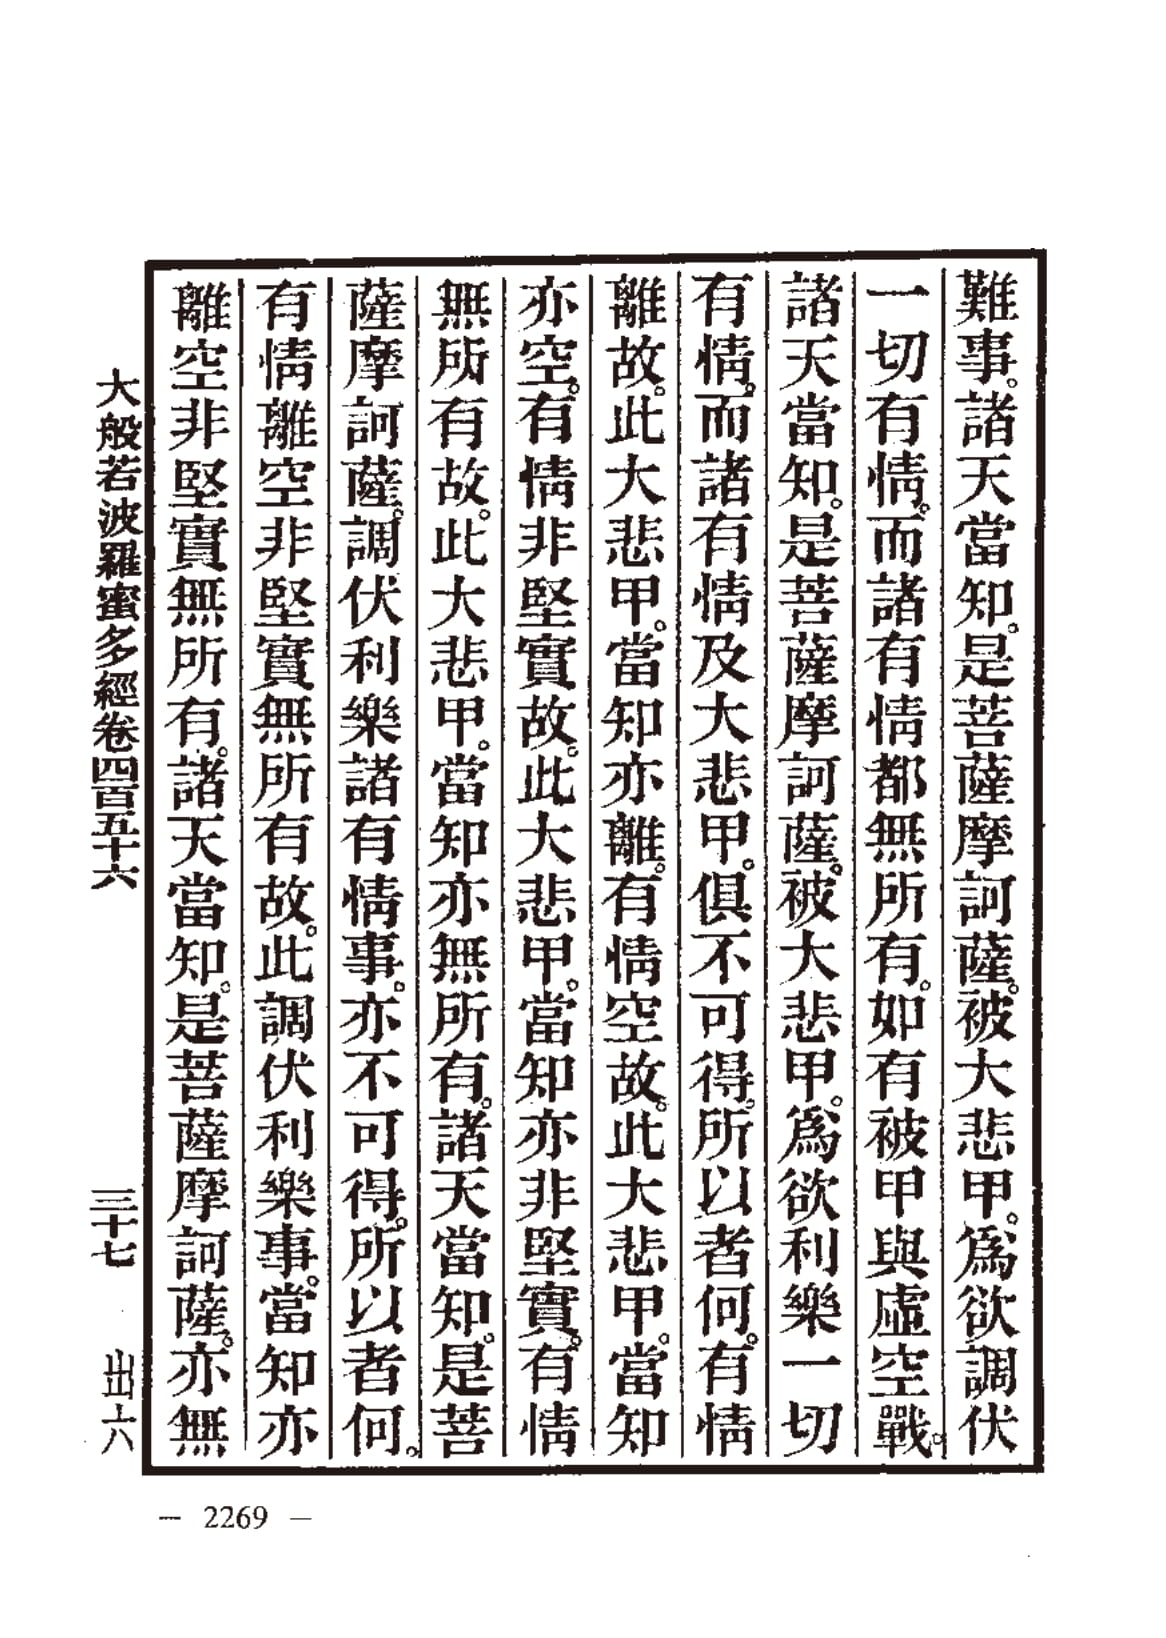 難事。諸天當知。是菩薩摩訶薩。被大悲甲。爲欲調伏
一切有情。而諸有情都無所有。如有被甲與虛空戰。
諸天當知。是菩薩摩訶薩。被大悲甲。爲欲利樂一切
有情。而諸有情及大悲甲。俱不可得。所以者何。有情
離故。此大悲甲。當知亦離。有情空故。此大悲甲。當知
亦空。有情非堅實故。此大悲甲。當知亦非堅實。有情
無所有故。此大悲甲。當知亦無所有。諸天當知。是菩
薩摩訶薩。調伏利樂諸有情事。亦不可得。所以者何。
有情離空非堅實無所有故。此調伏利樂事。當知亦
離空非堅實無所有。諸天當知。是菩薩摩訶薩。亦無
大般若波羅蜜多經卷四百五十六 三十七 出六
— 2269 —